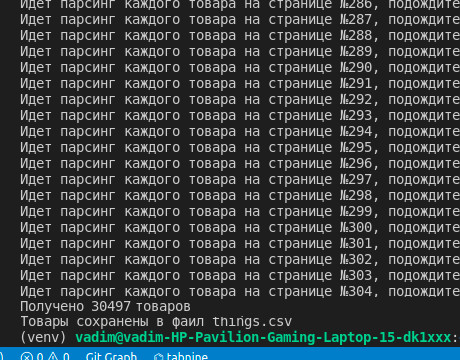 Идет парсинг каждого товара на странице №286, подождите
Идет парсинг каждого товара на странице №287, подождите
Идет парсинг каждого товара на странице №288, подождите
Идет парсинг каждого товара на странице №289, подождите
Идет парсинг каждого товара на странице №290, подождите
Идет парсинг каждого товара на странице №291, подождите
Идет парсинг каждого товара на странице №292, подождите
Идет парсинг каждого товара на странице №293, подождите
Идет парсинг каждого товара на странице №294, подождите
Идет парсинг каждого товара на странице №295, подождите
Идет парсинг каждого товара на странице №296, подождите
Идет парсинг каждого товара на странице №297, подождите
Идет парсинг каждого товара на странице №298, подождите
Идет парсинг каждого товара на странице №299, подождите
Идет парсинг каждого товара на странице №300, подождите
Идет парсинг каждого товара на странице №301, подождите
Идет парсинг каждого товара на странице №302, подождите
Идет парсинг каждого товара на странице №303, подождите
Идет парсинг каждого товара на странице №304, подождите
Получено 30497 товаров
Товары сохранены в фаил things.csv
(venv) vadim@vadim-HP-Pavilion-Gaming-Laptop-15-dk1xxx:
0 0 Git Graph tabnine